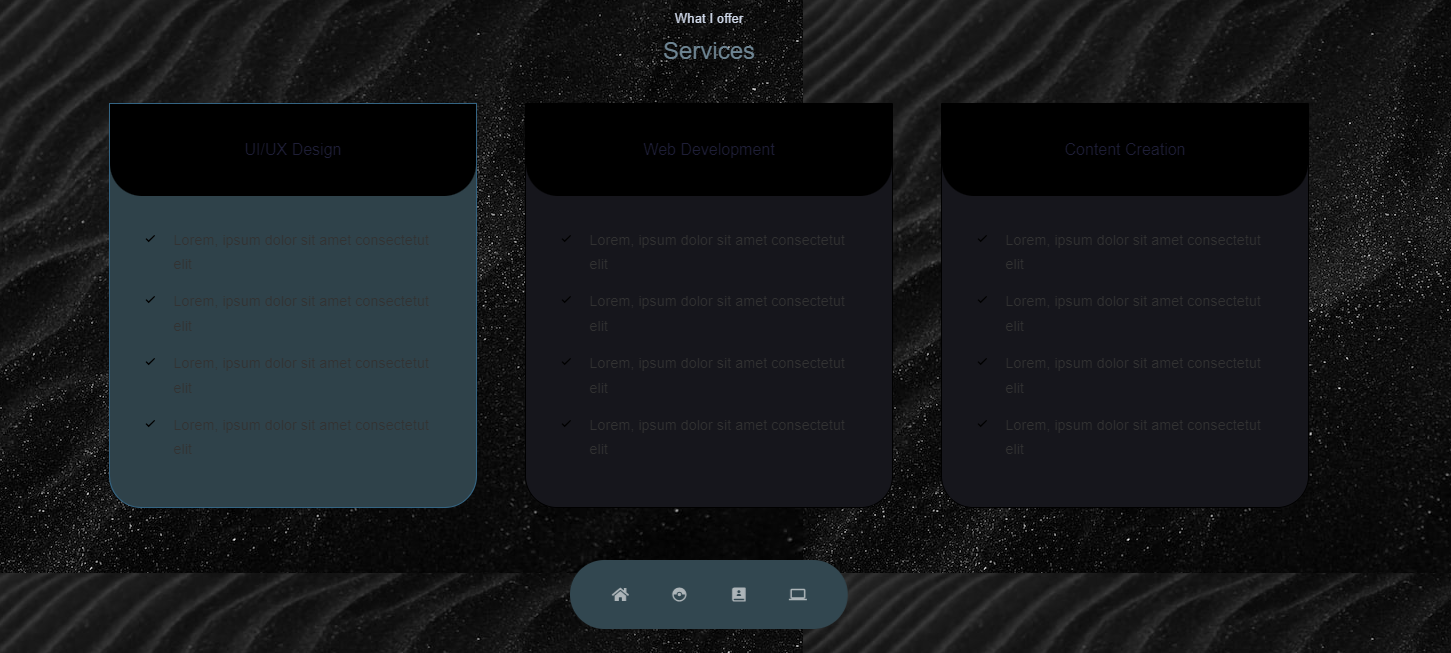 What I offer
Services
UI/UX Design
Lorem, ipsum dolor sit amet consectetut
elit
Lorem, ipsum dolor sit amet consectetut
elit
Lorem, ipsum dolor sit amet consectetut
elit
Lorem, ipsum dolor sit amet consectetut
elit
Web Development
Lorem, ipsum dolor sit amet consectetut
elit
Lorem, ipsum dolor sit amet consectetut
elit
Lorem, ipsum dolor sit amet consectetut
elit
Lorem, ipsum dolor sit amet consectetut
elit
Content Creation
Lorem, ipsum dolor sit amet consectetut
elit
Lorem, ipsum dolor sit amet consectetut
elit
Lorem, ipsum dolor sit amet consectetut
elit
Lorem, ipsum dolor sit amet consectetut
elit